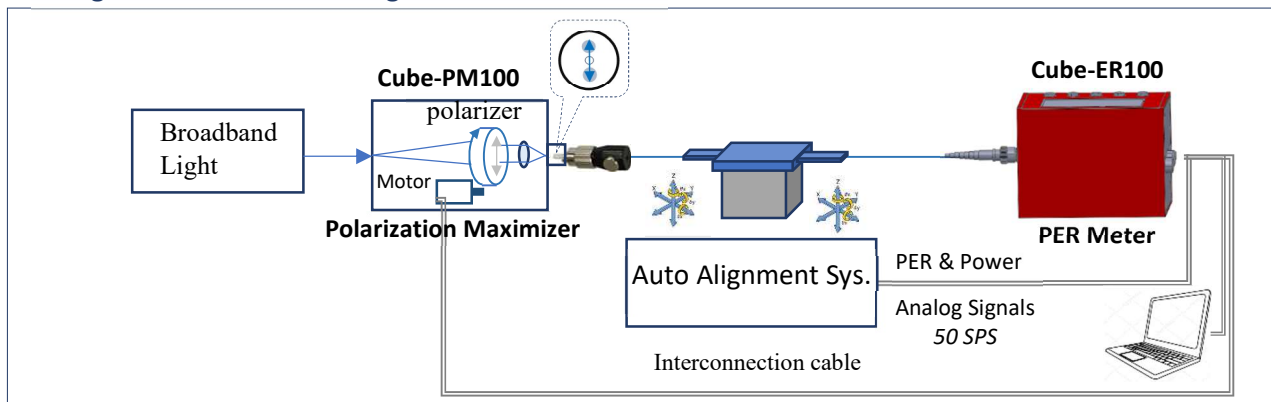 Cube-PM100
Cube-ER100
polarizer
Broadband
Light
Motor
Polarization Maximizer
PER Meter
Auto Alignment Sys.
PER & Power
Analog Signals
50 SPS
Interconnection cable